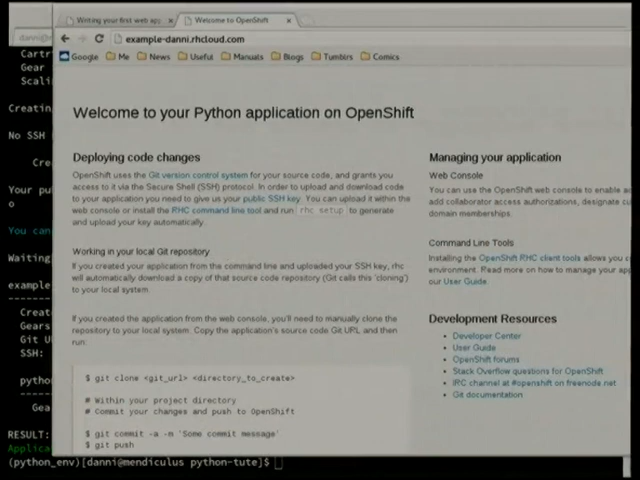 Writing your first web app
Welcome to OpenShift
example-danni.rhcloud.com
Google Me News Useful Manuals Blogs Tumblrs Comics
Welcome to your Python application on OpenShift
Deploying code changes
OpenShift uses the Git version control system for your source code, and grants you
access to it via the Secure Shell (SSH) protocol. In order to upload and download code
to your application you need to give us your public SSH key. You can upload it within the
web console or install the RHC command line tool and run rhc setup to generate
and upload your key automatically.
Working in your local Git repository
If you created your application from the command line and uploaded your SSH key, rhc
will automatically download a copy of that source code repository (Git calls this 'cloning')
to your local system.
If you created the application from the web console, you'll need to manually clone the
repository to your local system. Copy the application's source code Git URL and then
run:
$ git clone <git_url> <directory_to_create>
# Within your project directory
# Commit your changes and push to OpenShift
$ git commit -a -m 'Some commit message'
$ git push
Managing your application
Web Console
You can use the OpenShift web console to enable
add collaborator access authorizations, designate
domain memberships.
Command Line Tools
Installing the OpenShift RHC client tools allows you
environment. Read more on how to manage your
our User Guide.
Development Resources
Developer Center
User Guide
OpenShift forums
Stack Overflow questions for OpenShift
IRC channel at #openshift on freenode.net
Git documentation
Cartr
Gear
Scali
Creating
No SSH
Cre
Your pu
o
You can
Waiting
example
Create
Gears
Git U
SSH:
python
Gea
RESULT:
Applica
(python_env)[danni@mendiculus python-tute]$